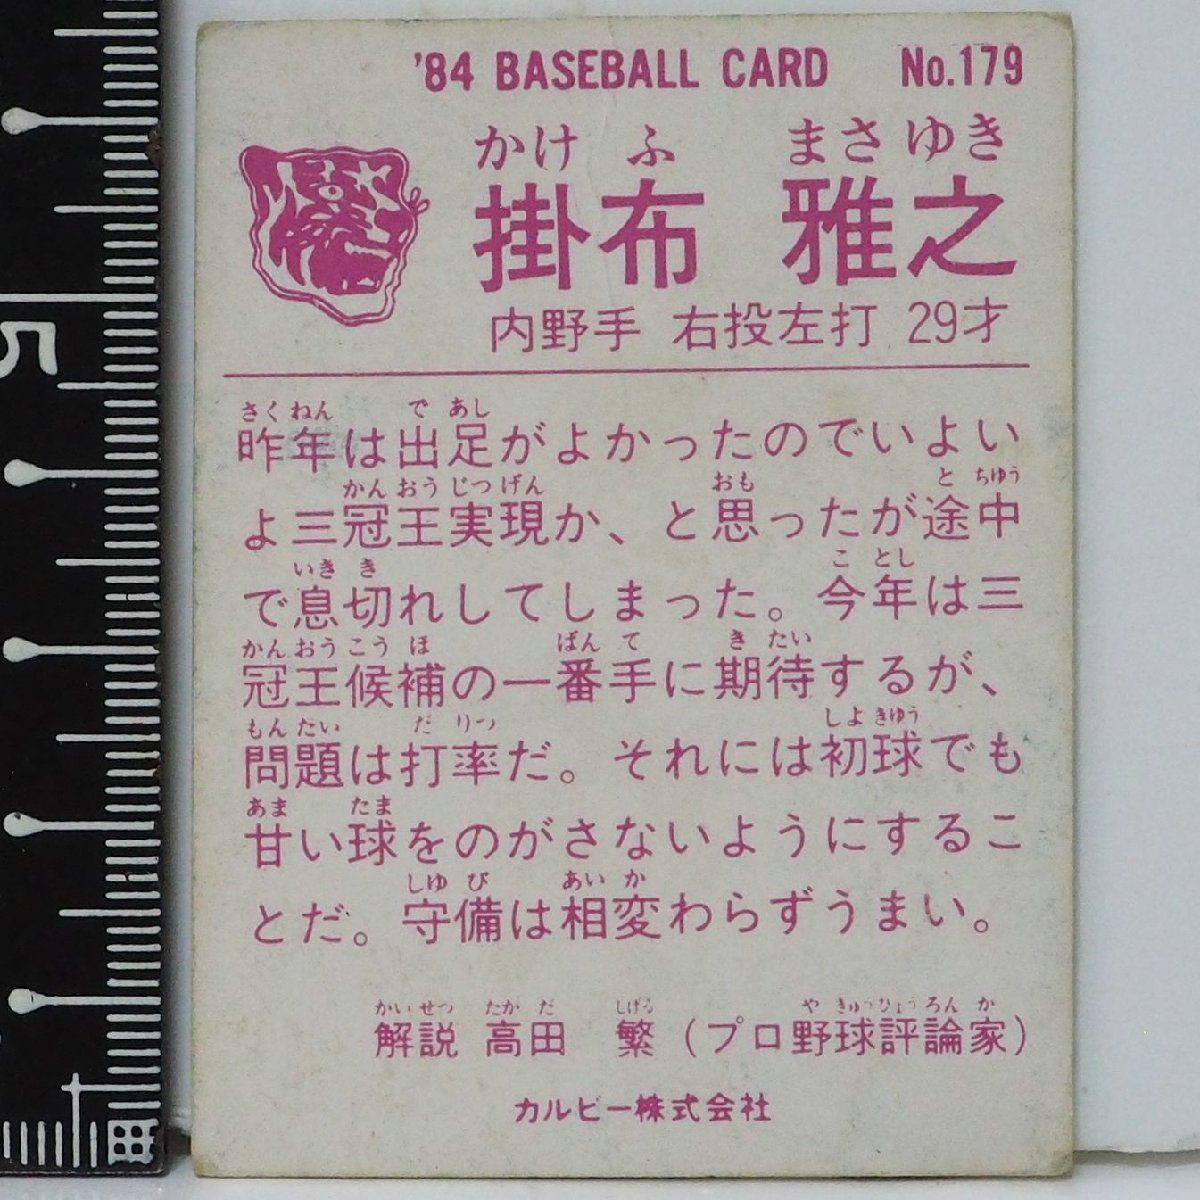 '84 BASEBALL CARD No.179
かけ ふ まさ ゆき
掛布 雅之
内野手 右投左打 29才
さく ねん で あし
昨年は出足がよかったのでいよい
かん おう じつ げん おも と ちゆう
よ三冠王実現か、と思ったが途中
いき き こ とし
で息切れしてしまった。今年は三
かん おう こう ほ ばん て き たい
冠王候補の一番手に期待するが、
もん だい だ りつ しよ きゆう
問題は打率だ。それには初球でも
あま たま
甘い球をのがさないようにするこ
しゆ び あい か
とだ。守備は相変わらずうまい。
かい せつ たか だ しげる や きゅう ひょう ろん か
解説 高田 繁 (プロ野球評論家)
カルビー株式会社
5